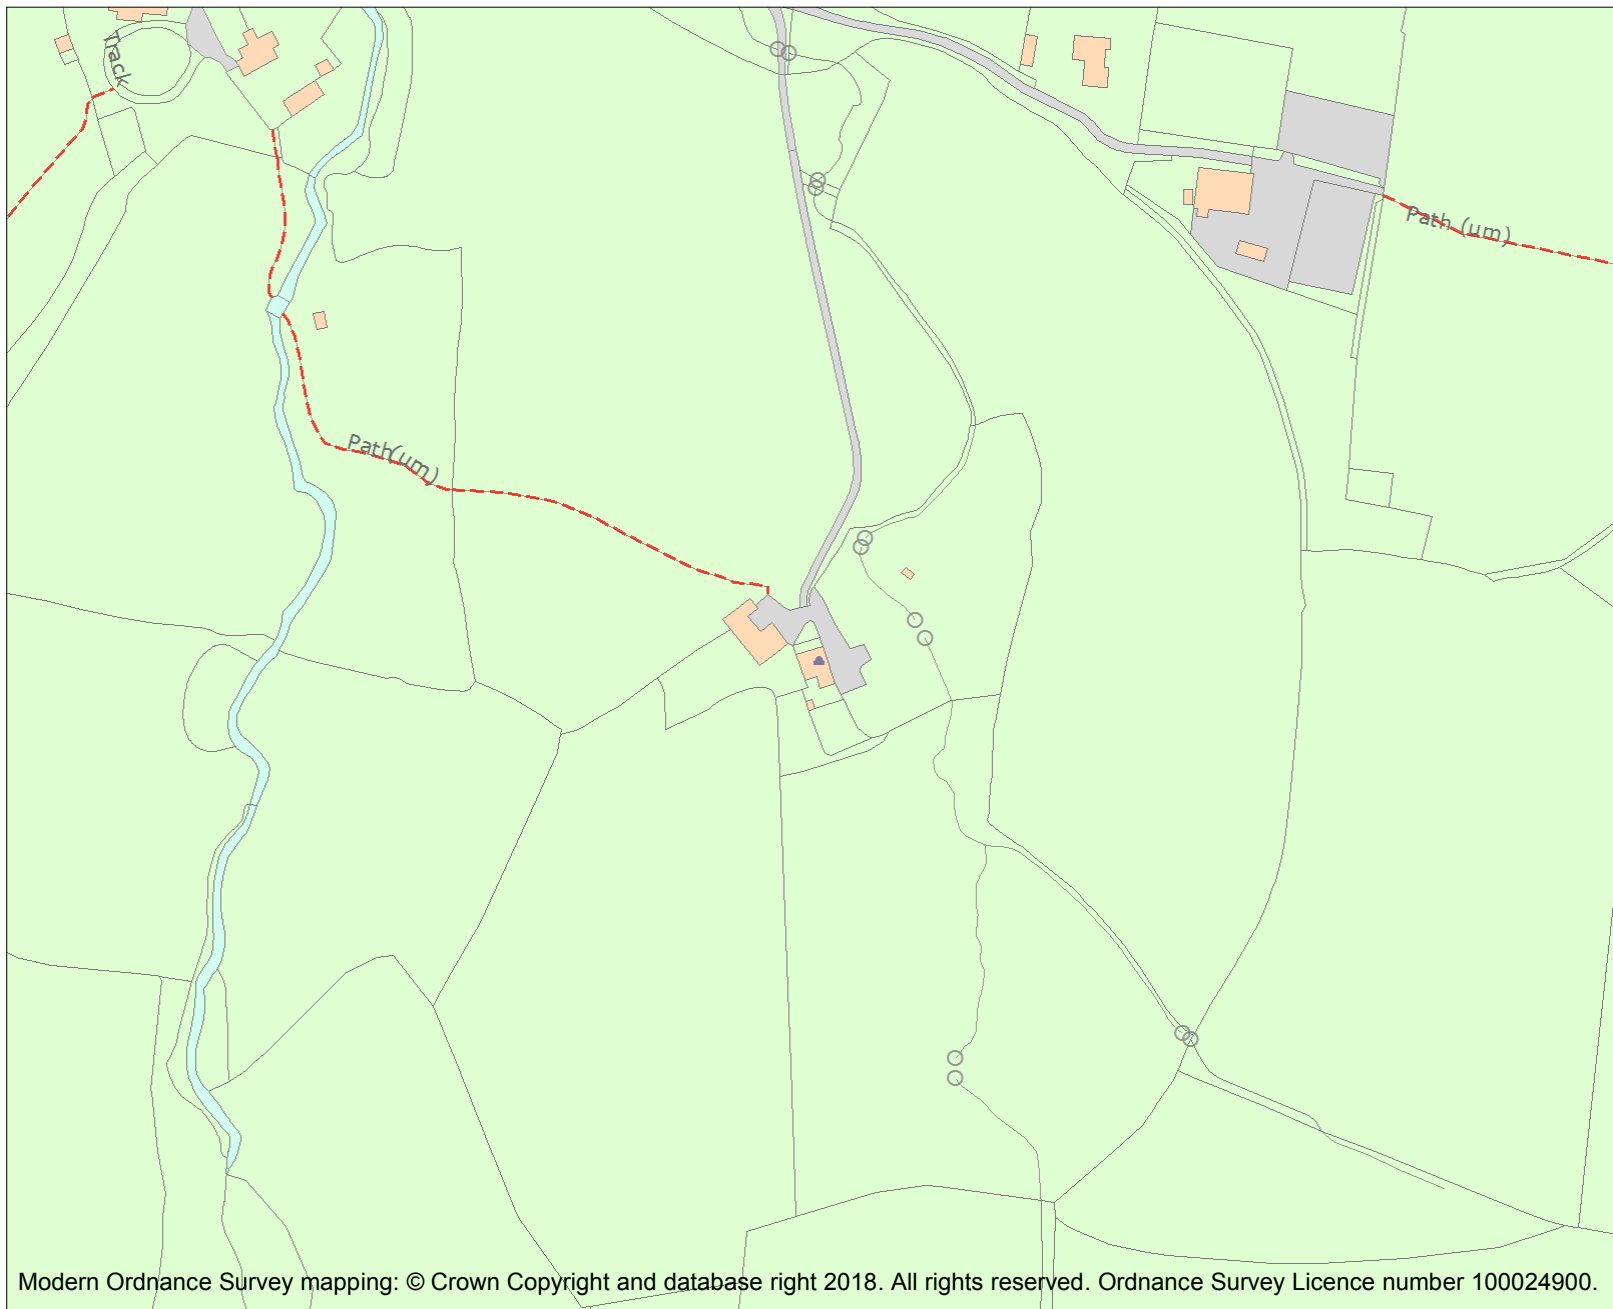 Track
Path (um)
Path(um)
Modern Ordnance Survey mapping: © Crown Copyright and database right 2018. All rights reserved. Ordnance Survey Licence number 100024900.